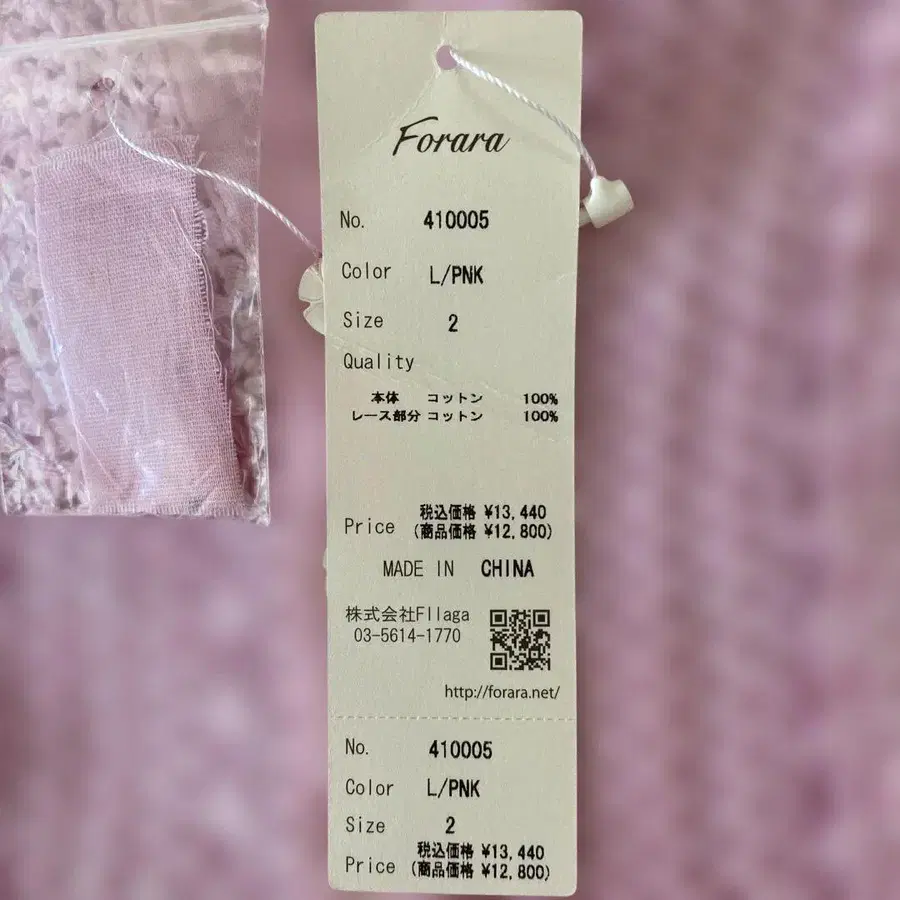 Forara
No. 410005
Color L/PNK
Size 2
Quality
本体 コットン 100%
レース部分 コットン 100%
Price 税込価格 ¥13,440
(商品価格 ¥12,800)
MADE IN CHINA
株式会社Fllaga
03-5614-1770
http://forara.net/
No. 410005
Color L/PNK
Size 2
Price 税込価格 ¥13,440
(商品価格 ¥12,800)